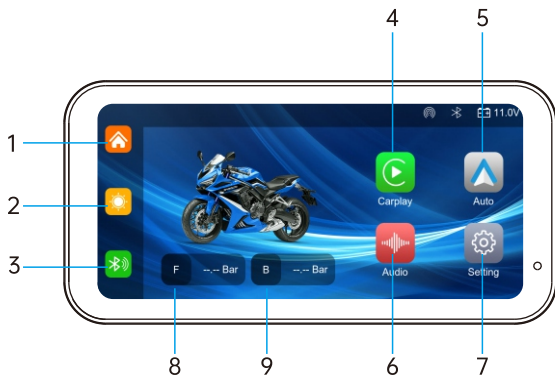 4 5
11.0V
1
2
3
Carplay Auto
F --.-- Bar B --.-- Bar
Audio Setting
8 9 6 7